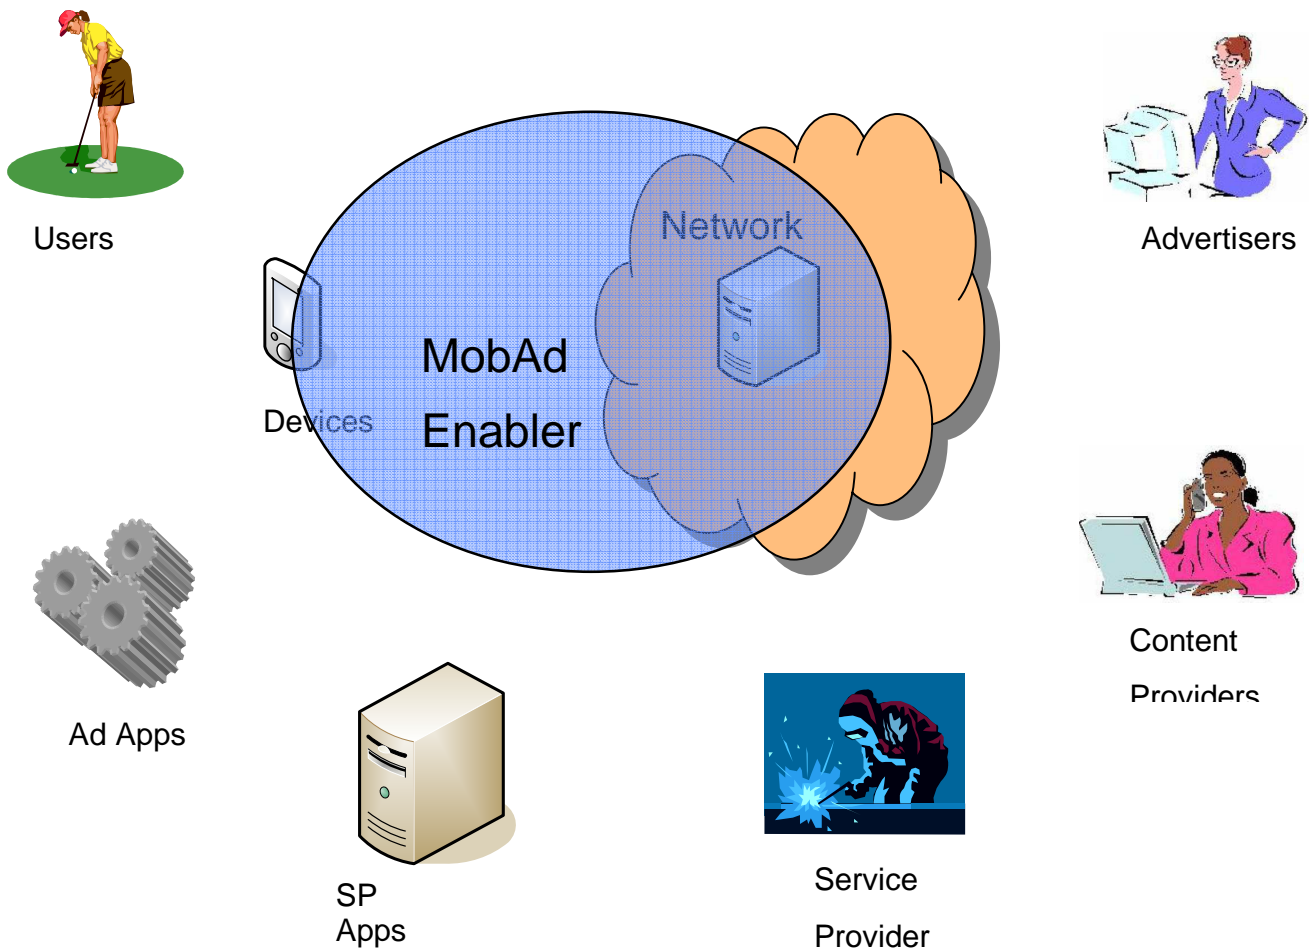 Users
Advertisers
Network
Devices
MobAd
Enabler
Content
Providers
Ad Apps
SP
Apps
Service
Provider